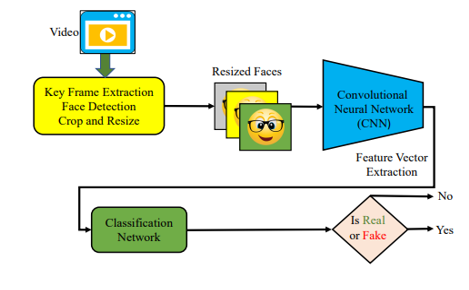 Video
Key Frame Extraction
Face Detection
Crop and Resize
Resized Faces
Convolutional
Neural Network
(CNN)
Feature Vector
Extraction
Classification
Network
Is Real
or Fake
No
Yes